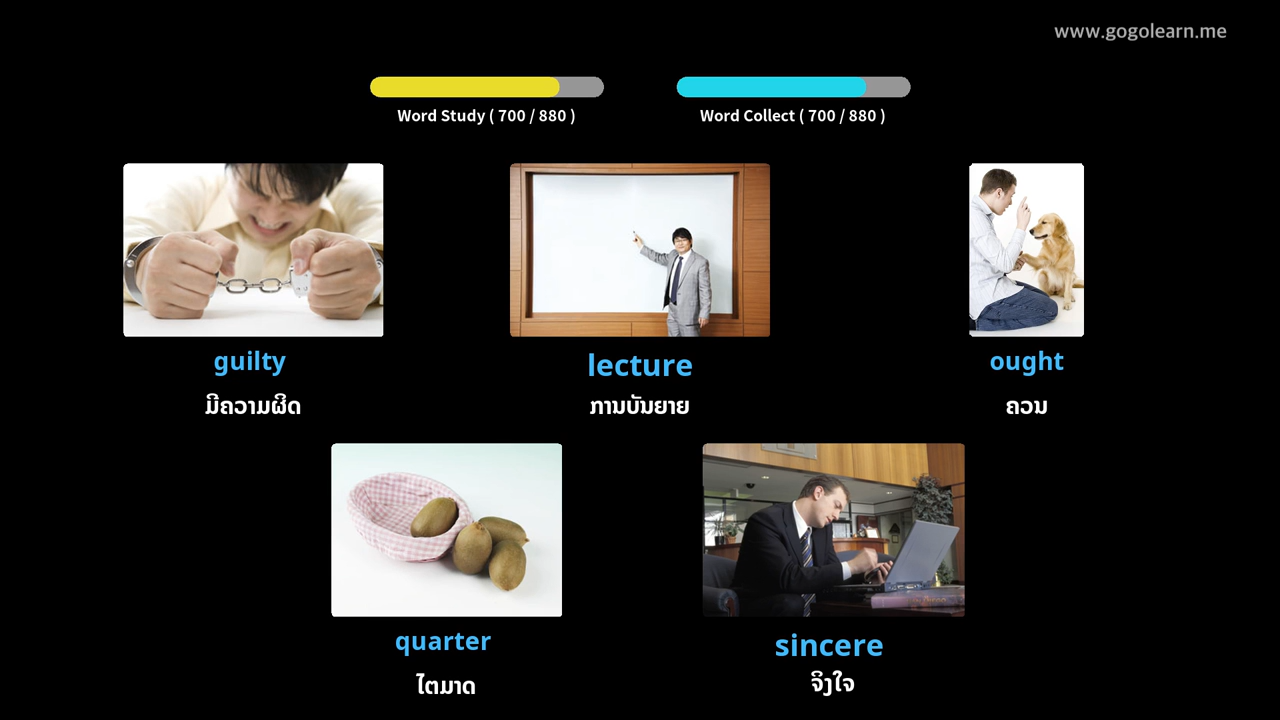 www.gogolearn.me
Word Study ( 700 / 880 )
Word Collect ( 700 / 880 )
guilty
ມີຄວາມຜິດ
lecture
ການບັນຍາຍ
ought
ຄວນ
quarter
ໄຕມາດ
sincere
ຈິງໃຈ